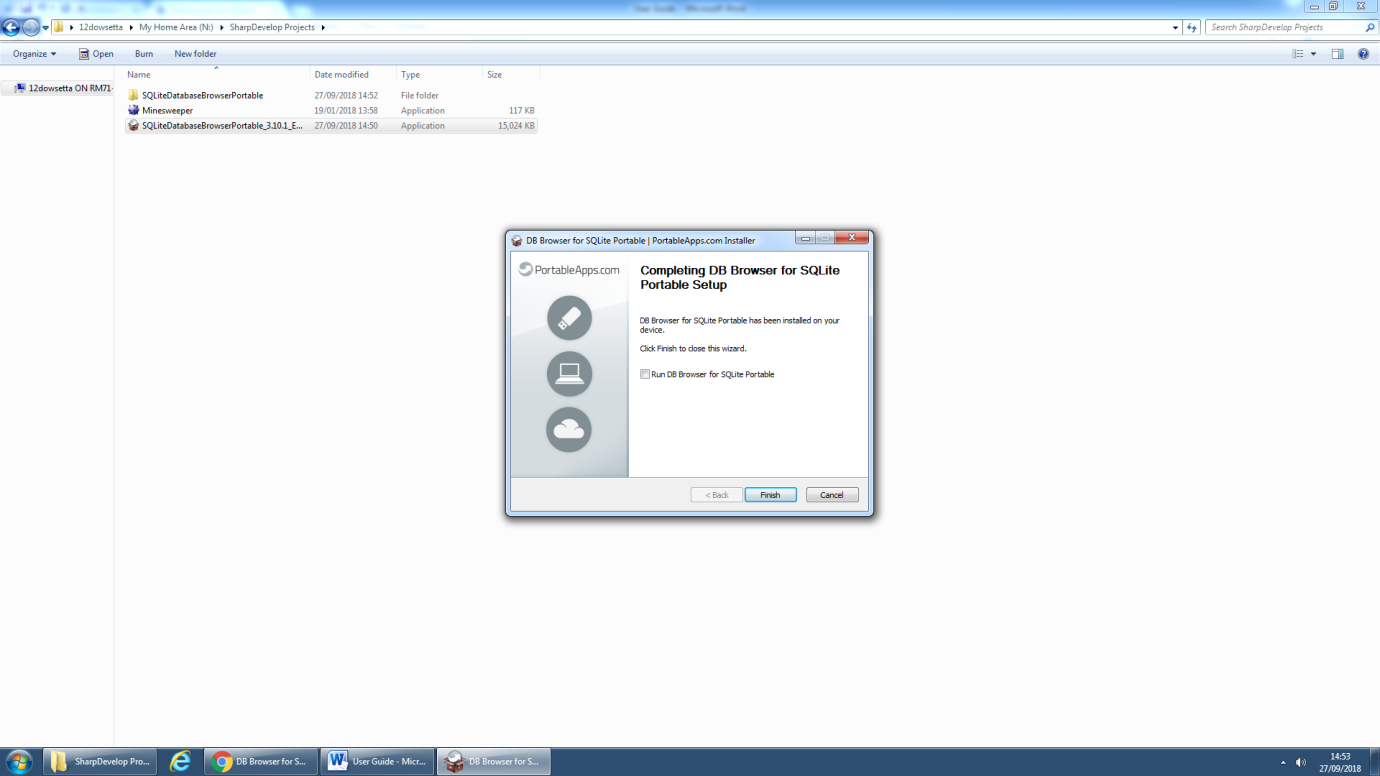 User Guide - Microsoft Word
12dowsetta
My Home Area (N:)
SharpDevelop Projects
Search SharpDevelop Projects
Organize
Open
Burn
New folder
Name
Date modified
Type
Size
12dowsetta ON RM71-
SQLiteDatabaseBrowserPortable
27/09/2018 14:52
File folder
Minesweeper
19/01/2018 13:58
Application
117 KB
SQLiteDatabaseBrowserPortable_3.10.1_E...
27/09/2018 14:50
Application
15,024 KB
DB Browser for SQLite Portable | PortableApps.com Installer
PortableApps.com
Completing DB Browser for SQLite
Portable Setup
DB Browser for SQLite Portable has been installed on your
device.
Click Finish to close this wizard.
Run DB Browser for SQLite Portable
< Back
Finish
Cancel
SharpDevelop Pro...
DB Browser for S...
User Guide - Micr...
DB Browser for S...
14:53
27/09/2018